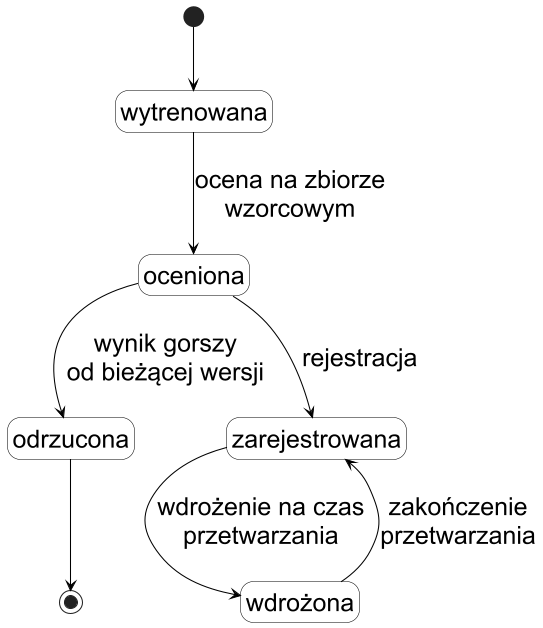 wytrenowana
ocena na zbiorze
wzorcowym
oceniona
wynik gorszy
od bieżącej wersji
rejestracja
odrzucona
zarejestrowana
wdrożenie na czas
przetwarzania
zakończenie
przetwarzania
wdrożona